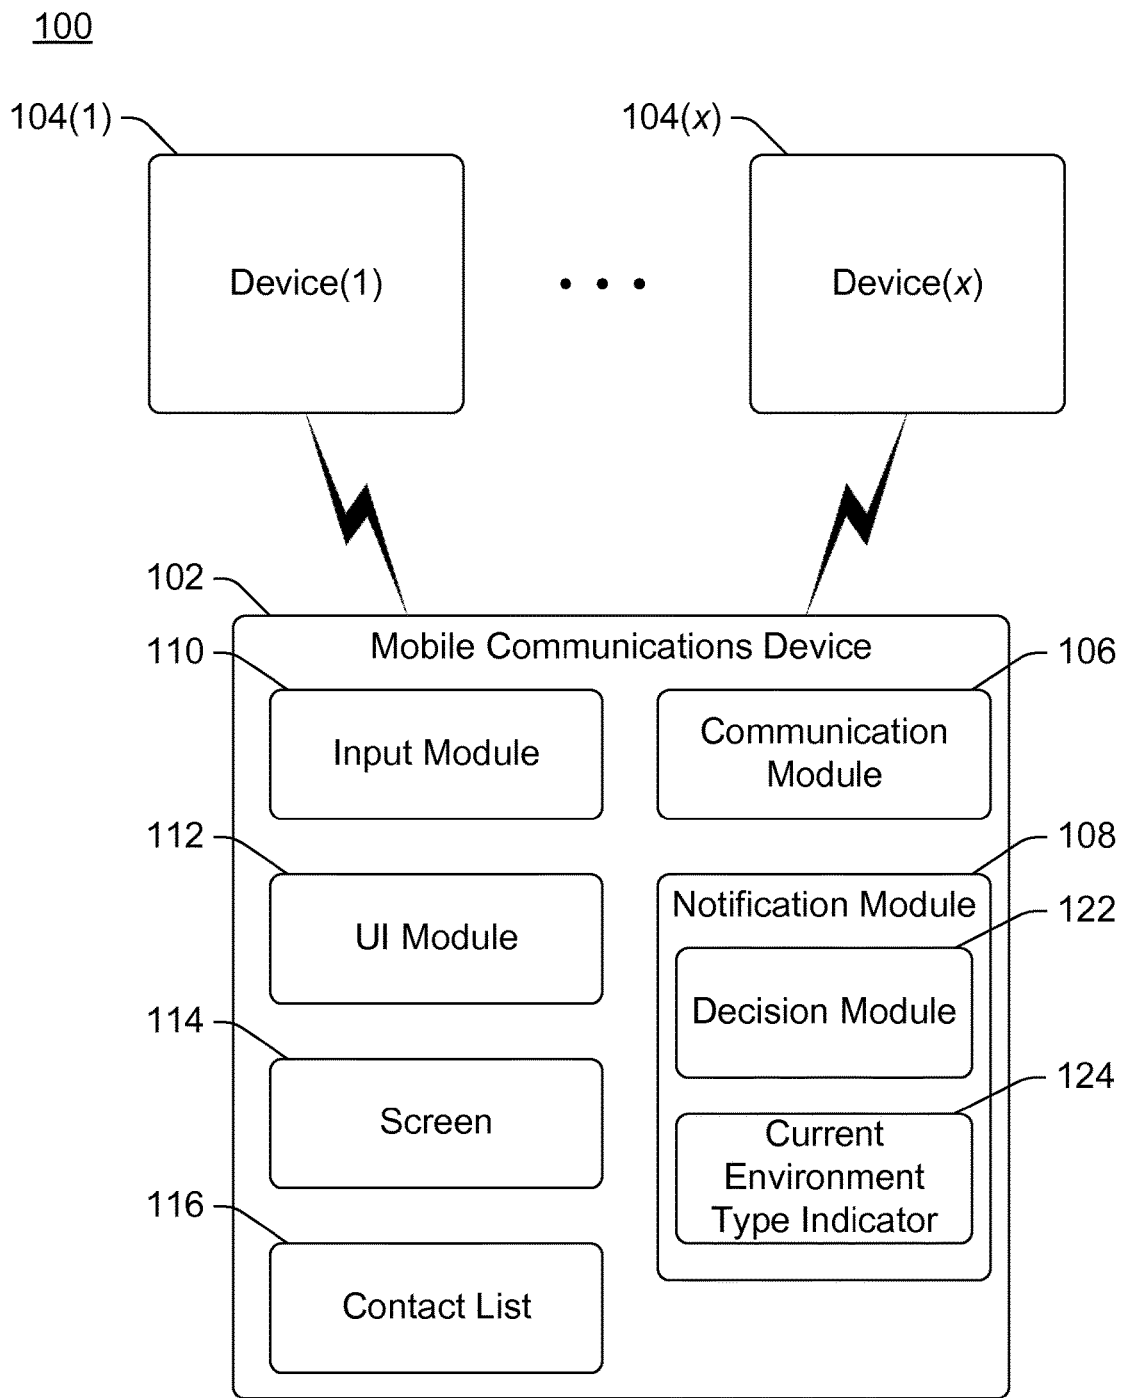 100
104(1)
104(x)
Device(1)
. . .
Device(x)
102
Mobile Communications Device
110
106
Input Module
Communication
Module
112
108
UI Module
Notification Module
122
Decision Module
114
124
Screen
Current
Environment
Type Indicator
116
Contact List